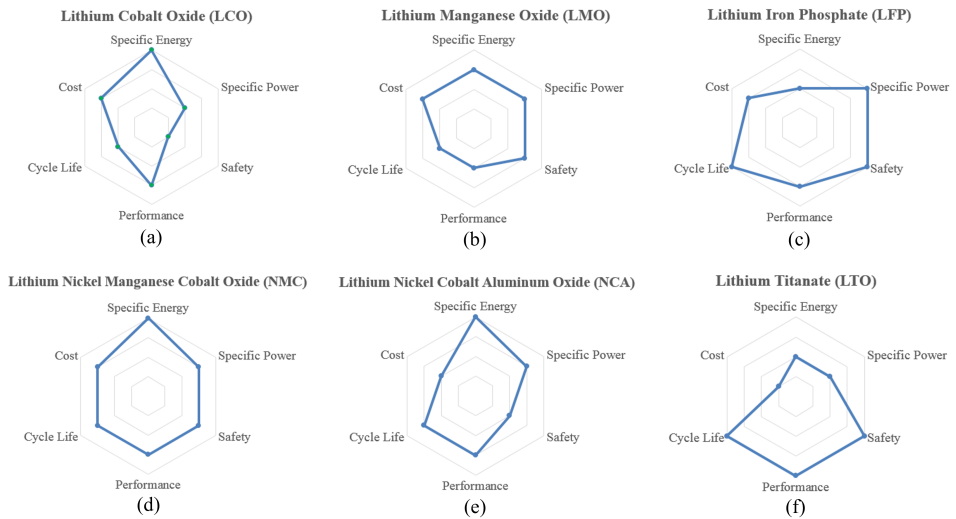 Lithium Cobalt Oxide (LCO)
Specific Energy
Cost
Specific Power
Cycle Life
Safety
Performance
(a)
Lithium Manganese Oxide (LMO)
Specific Energy
Cost
Specific Power
Cycle Life
Safety
Performance
(b)
Lithium Iron Phosphate (LFP)
Specific Energy
Cost
Specific Power
Cycle Life
Safety
Performance
(c)
Lithium Nickel Manganese Cobalt Oxide (NMC)
Specific Energy
Cost
Specific Power
Cycle Life
Safety
Performance
(d)
Lithium Nickel Cobalt Aluminum Oxide (NCA)
Specific Energy
Cost
Specific Power
Cycle Life
Safety
Performance
(e)
Lithium Titanate (LTO)
Specific Energy
Cost
Specific Power
Cycle Life
Safety
Performance
(f)